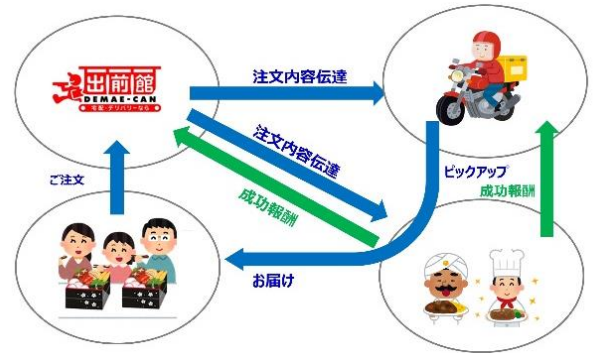 出前館
DEMAE-CAN
宅配・デリバリーなら
注文内容伝達
注文内容伝達
成功報酬
ご注文
ピックアップ
成功報酬
お届け